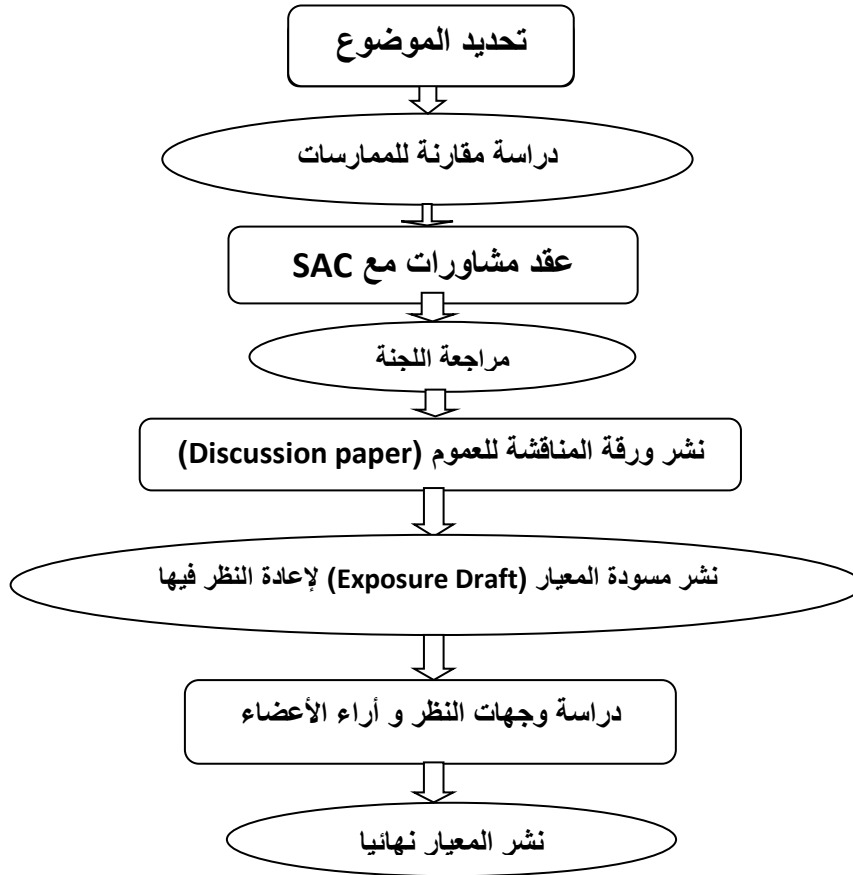 تحديد الموضوع
دراسة مقارنة للممارسات
عقد مشاورات مع SAC
مراجعة اللجنة
نشر ورقة المناقشة للعموم (Discussion paper)
نشر مسودة المعيار (Exposure Draft) لإعادة النظر فيها
دراسة وجهات النظر و أراء الأعضاء
نشر المعيار نهائيا